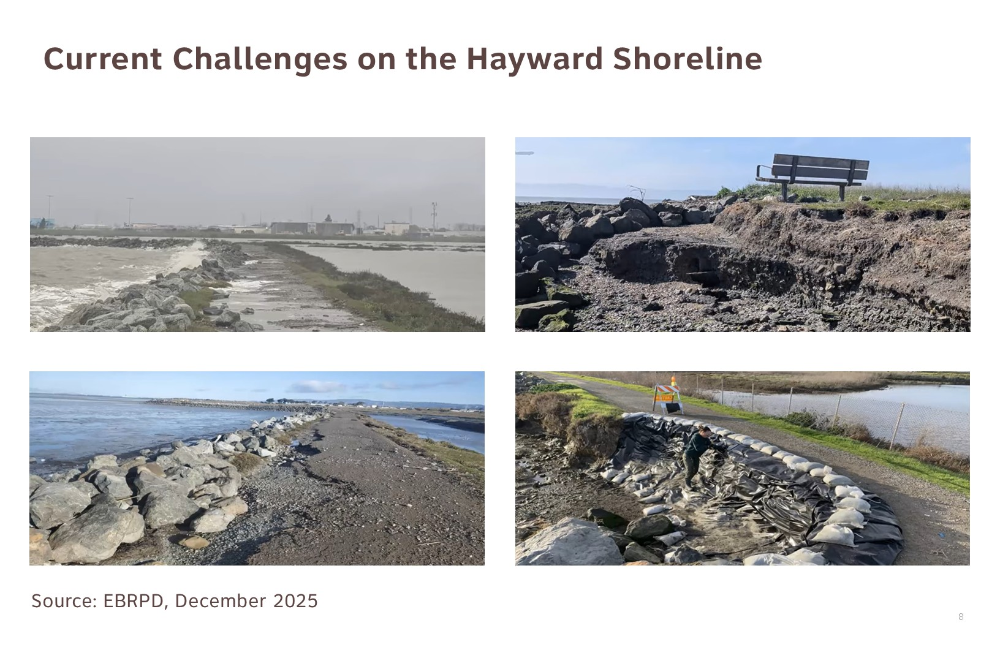 Current Challenges on the Hayward Shoreline
Source: EBRPD, December 2025
8